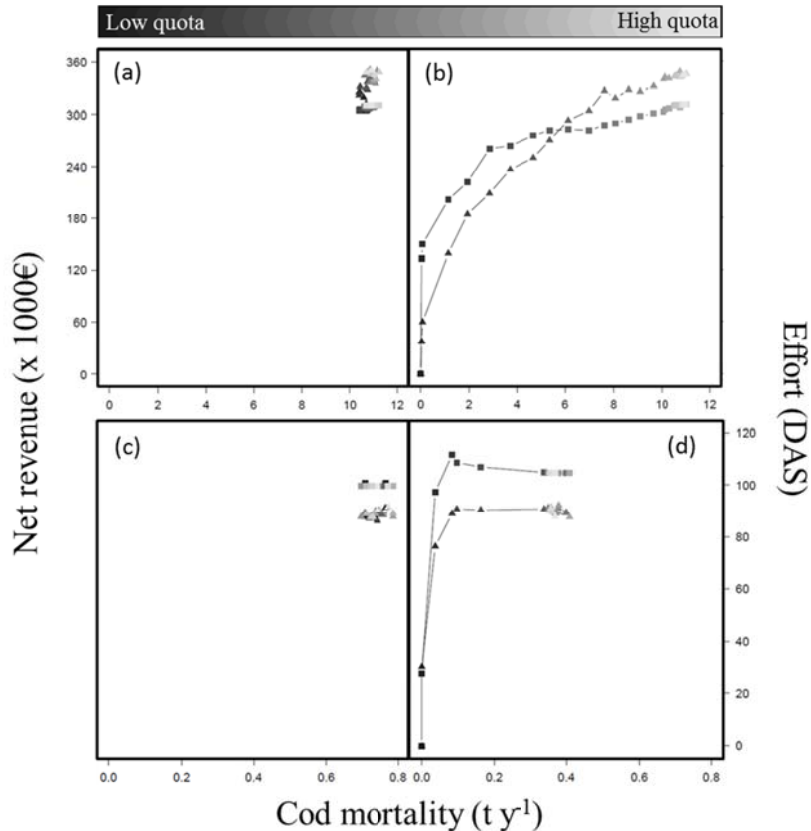 Low quota High quota
(a) (b)
360
300
240
180
120
60
0
0 2 4 6 8 10 12 0 2 4 6 8 10 12
Net revenue (x 1000€)
Effort (DAS)
(c) (d)
120
100
80
60
40
20
0
0.0 0.2 0.4 0.6 0.8 0.0 0.2 0.4 0.6 0.8
Cod mortality (t y⁻¹)